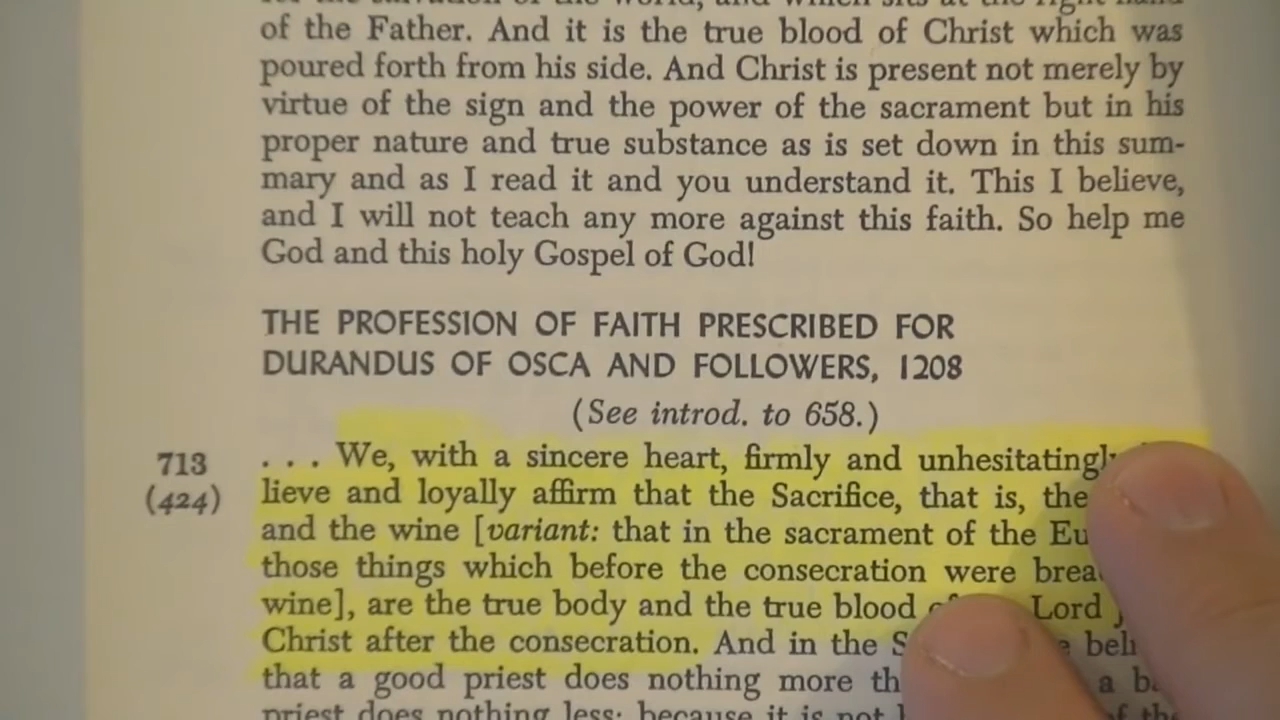 of the Father. And it is the true blood of Christ which was
poured forth from his side. And Christ is present not merely by
virtue of the sign and the power of the sacrament but in his
proper nature and true substance as is set down in this sum-
mary and as I read it and you understand it. This I believe,
and I will not teach any more against this faith. So help me
God and this holy Gospel of God!
THE PROFESSION OF FAITH PRESCRIBED FOR
DURANDUS OF OSCA AND FOLLOWERS, 1208
(See introd. to 658.)
713 . . . We, with a sincere heart, firmly and
(424) lieve and loyally affirm that the Sacrifice, that is, the
and the wine [variant: that in the sacrament of the
those things which before the consecration were
wine], are the true body and the true blood Lord
Christ after the consecration. And in the
that a good priest does nothing more a
priest does nothing less; because it is not